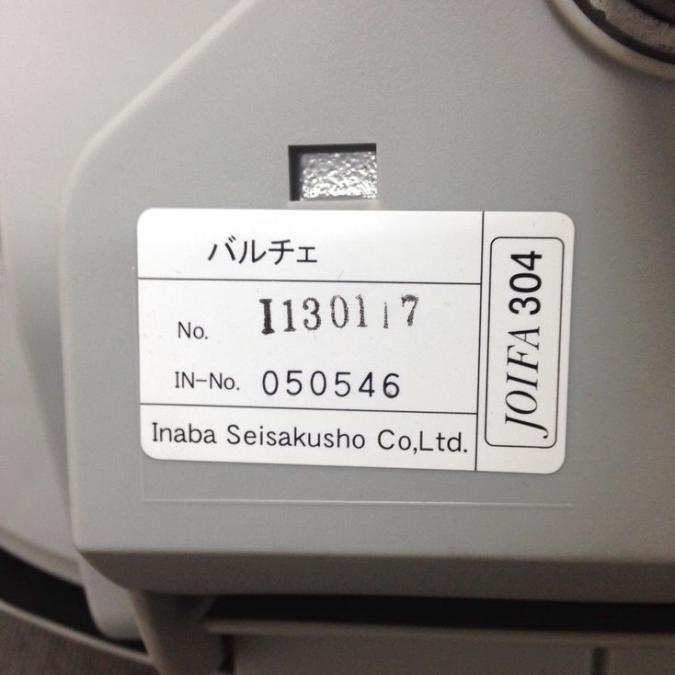 バルチェ
No. I130117
IN-No. 050546
Inaba Seisakusho Co,Ltd.
JOIFA 304